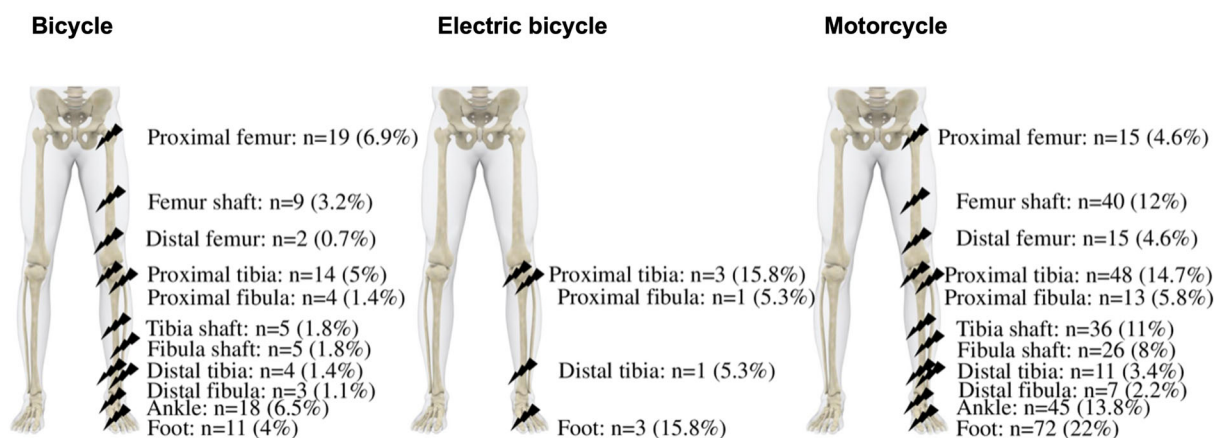 Bicycle
Proximal femur: n=19 (6.9%)
Femur shaft: n=9 (3.2%)
Distal femur: n=2 (0.7%)
Proximal tibia: n=14 (5%)
Proximal fibula: n=4 (1.4%)
Tibia shaft: n=5 (1.8%)
Fibula shaft: n=5 (1.8%)
Distal tibia: n=4 (1.4%)
Distal fibula: n=3 (1.1%)
Ankle: n=18 (6.5%)
Foot: n=11 (4%)
Electric bicycle
Proximal tibia: n=3 (15.8%)
Proximal fibula: n=1 (5.3%)
Distal tibia: n=1 (5.3%)
Foot: n=3 (15.8%)
Motorcycle
Proximal femur: n=15 (4.6%)
Femur shaft: n=40 (12%)
Distal femur: n=15 (4.6%)
Proximal tibia: n=48 (14.7%)
Proximal fibula: n=13 (5.8%)
Tibia shaft: n=36 (11%)
Fibula shaft: n=26 (8%)
Distal tibia: n=11 (3.4%)
Distal fibula: n=7 (2.2%)
Ankle: n=45 (13.8%)
Foot: n=72 (22%)